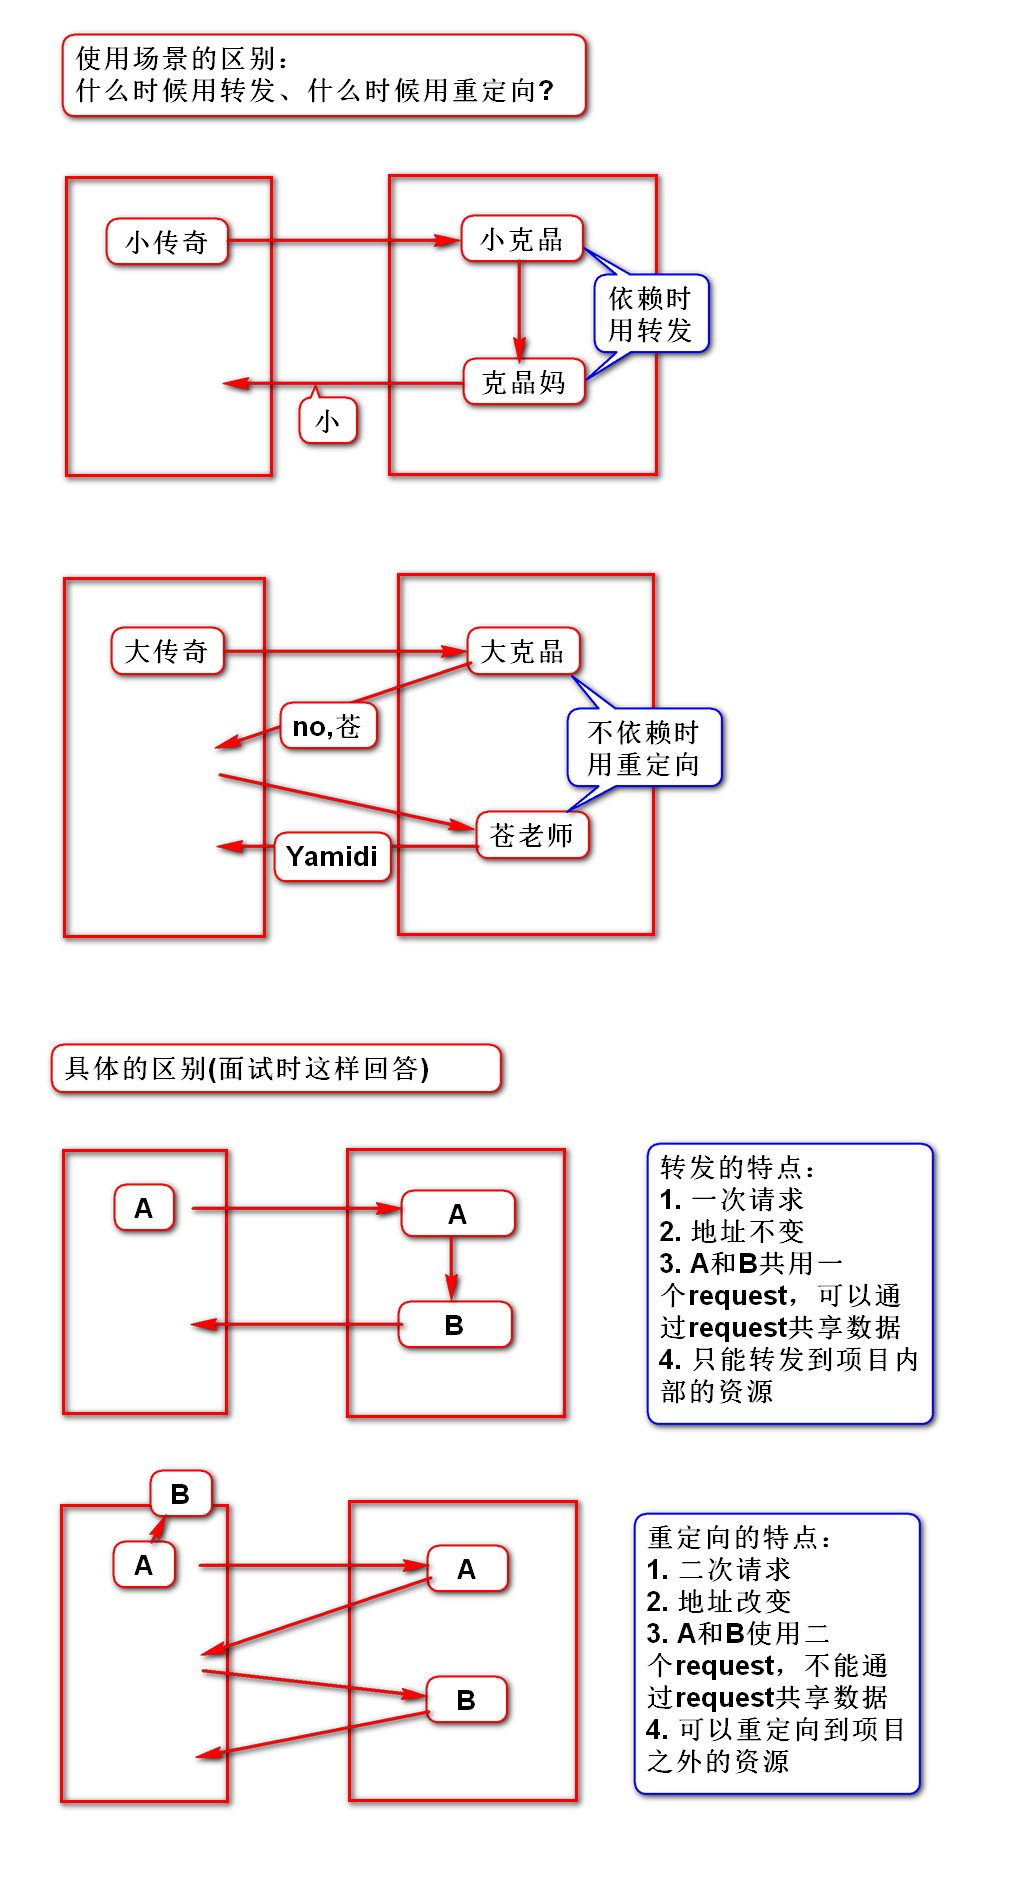 使用场景的区别：
什么时候用转发、什么时候用重定向?
小传奇
小克晶
依赖时
用转发
克晶妈
小
大传奇
大克晶
no,苍
不依赖时
用重定向
苍老师
Yamidi
具体的区别(面试时这样回答)
A
A
B
转发的特点：
1. 一次请求
2. 地址不变
3. A和B共用一
个request，可以通
过request共享数据
4. 只能转发到项目内
部的资源
B
A
A
B
重定向的特点：
1. 二次请求
2. 地址改变
3. A和B使用二
个request，不能通
过request共享数据
4. 可以重定向到项目
之外的资源